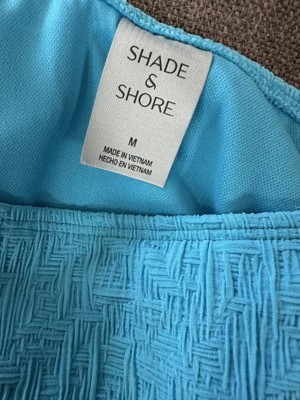 SHADE
&
SHORE
M
MADE IN VIETNAM
HECHO EN VIETNAM